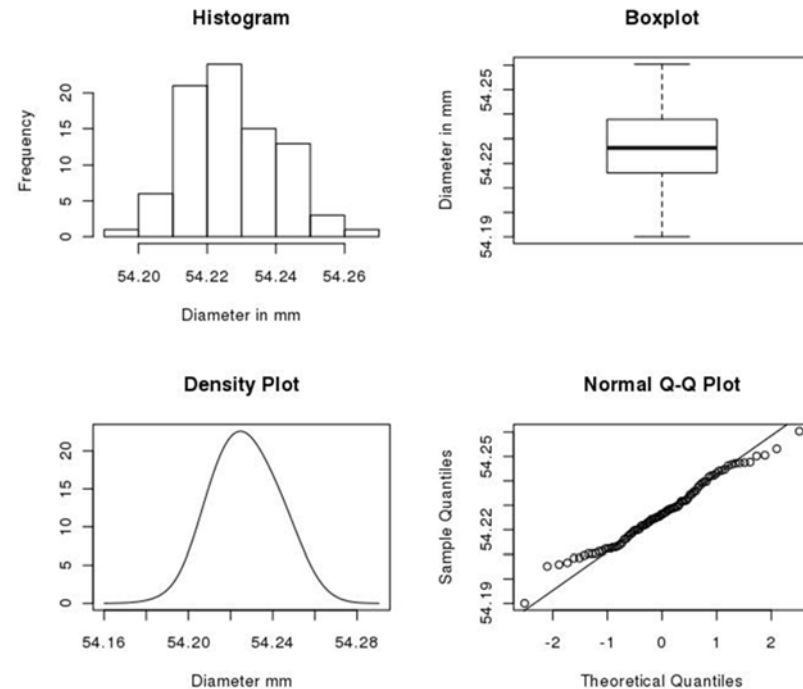 Histogram
Frequency
20
15
10
5
0
54.20 54.22 54.24 54.26
Diameter in mm
Boxplot
Diameter in mm
54.25
54.22
54.19
Density Plot
20
15
10
5
0
54.16 54.20 54.24 54.28
Diameter mm
Normal Q-Q Plot
Sample Quantiles
54.25
54.22
54.19
-2 -1 0 1 2
Theoretical Quantiles